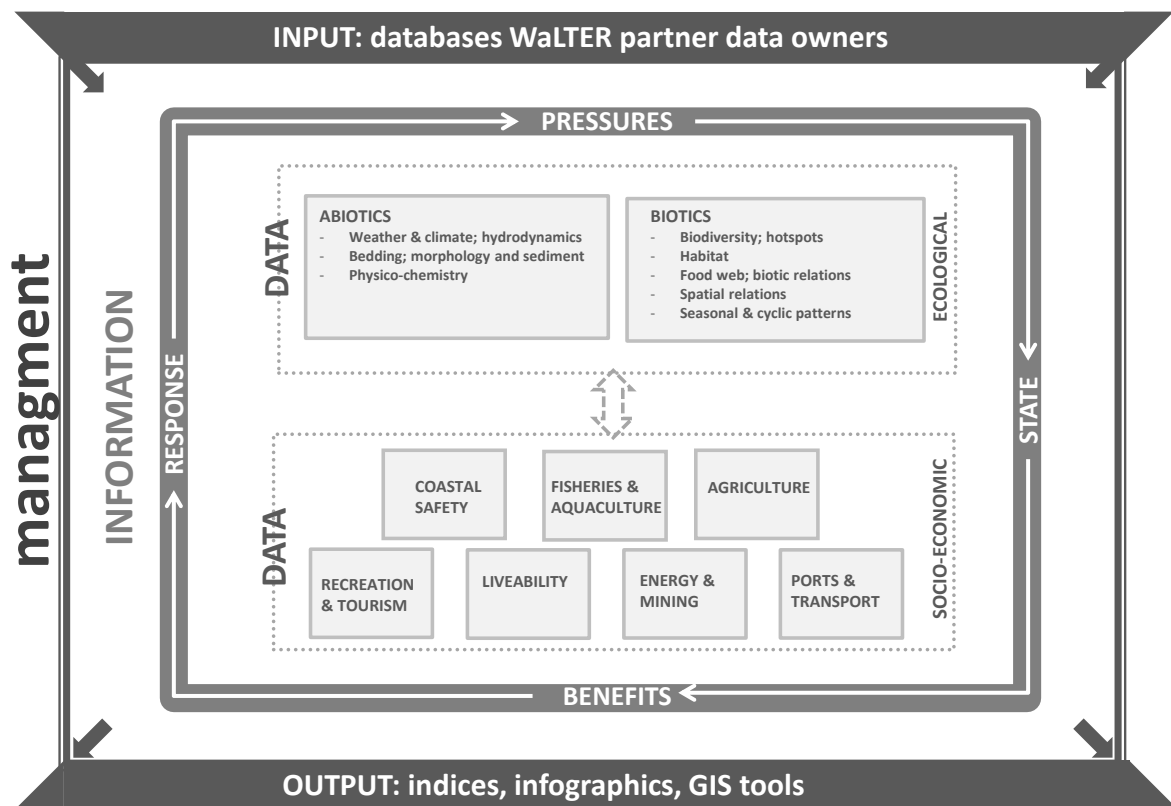 INPUT: databases WaLTER partner data owners
PRESSURES
managment
INFORMATION
RESPONSE
STATE
DATA
ECOLOGICAL
ABIOTICS
- Weather & climate; hydrodynamics
- Bedding; morphology and sediment
- Physico-chemistry
BIOTICS
- Biodiversity; hotspots
- Habitat
- Food web; biotic relations
- Spatial relations
- Seasonal & cyclic patterns
DATA
SOCIO-ECONOMIC
COASTAL
SAFETY
FISHERIES &
AQUACULTURE
AGRICULTURE
RECREATION
& TOURISM
LIVEABILITY
ENERGY &
MINING
PORTS &
TRANSPORT
BENEFITS
OUTPUT: indices, infographics, GIS tools